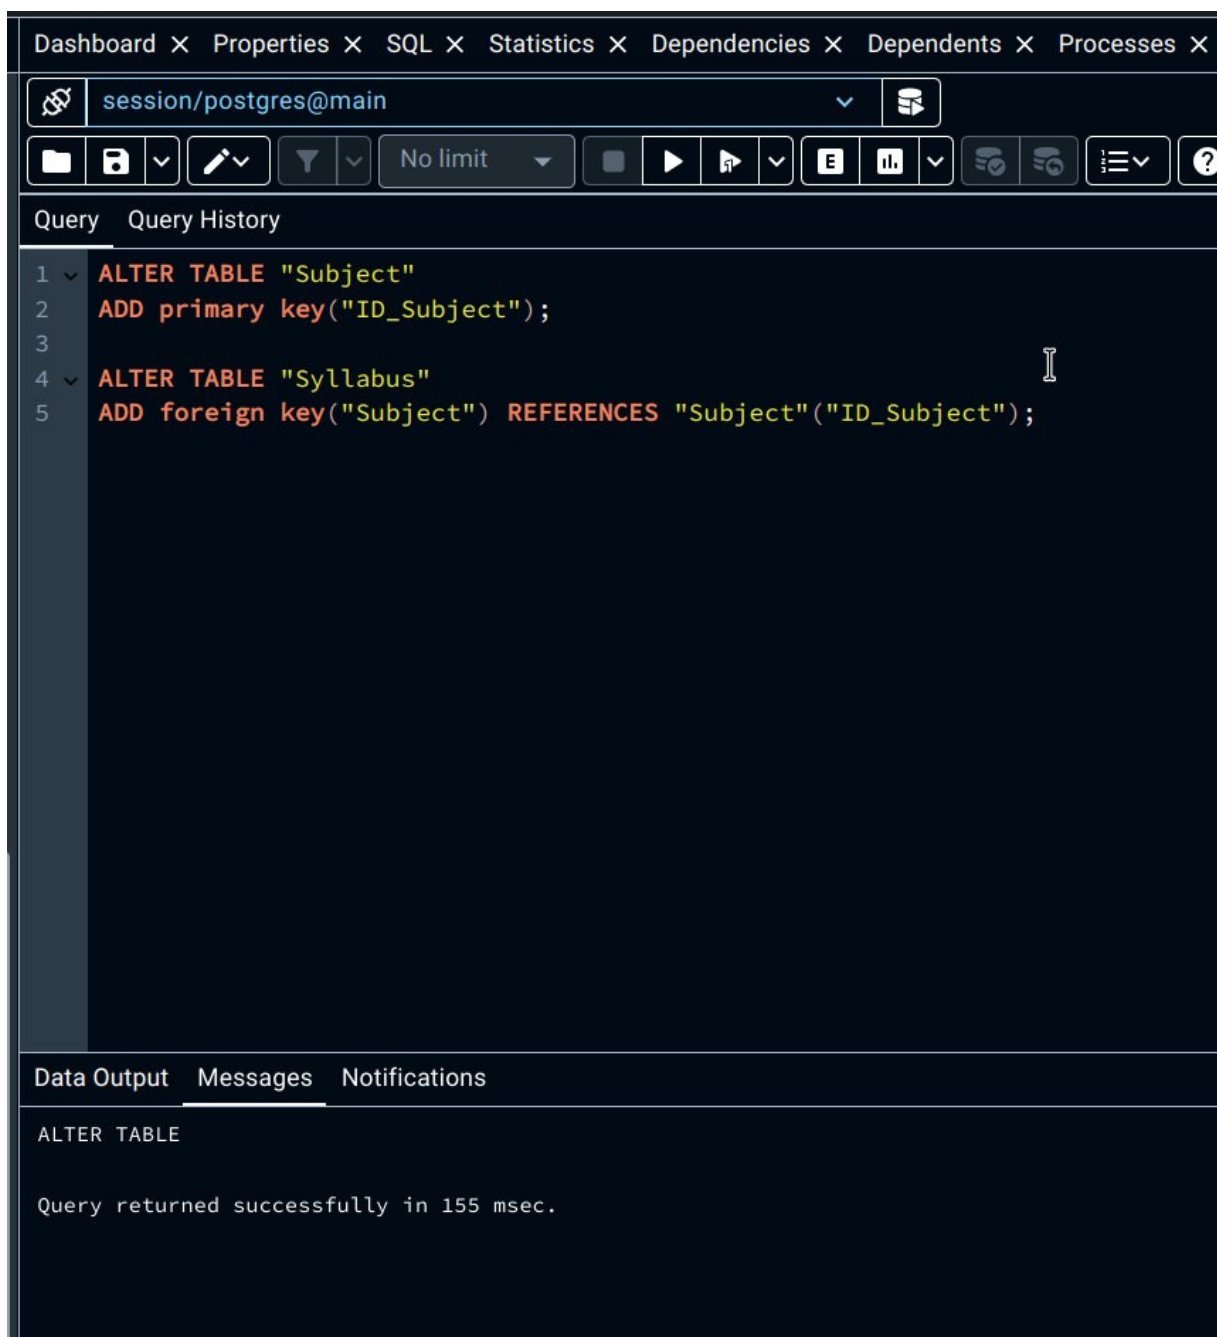 Dashboard X Properties X SQL X Statistics X Dependencies X Dependents X Processes X
session/postgres@main
No limit E ?
Query Query History
1 ALTER TABLE "Subject"
2 ADD primary key("ID_Subject");
3
4 ALTER TABLE "Syllabus"
5 ADD foreign key("Subject") REFERENCES "Subject"("ID_Subject");
Data Output Messages Notifications
ALTER TABLE
Query returned successfully in 155 msec.